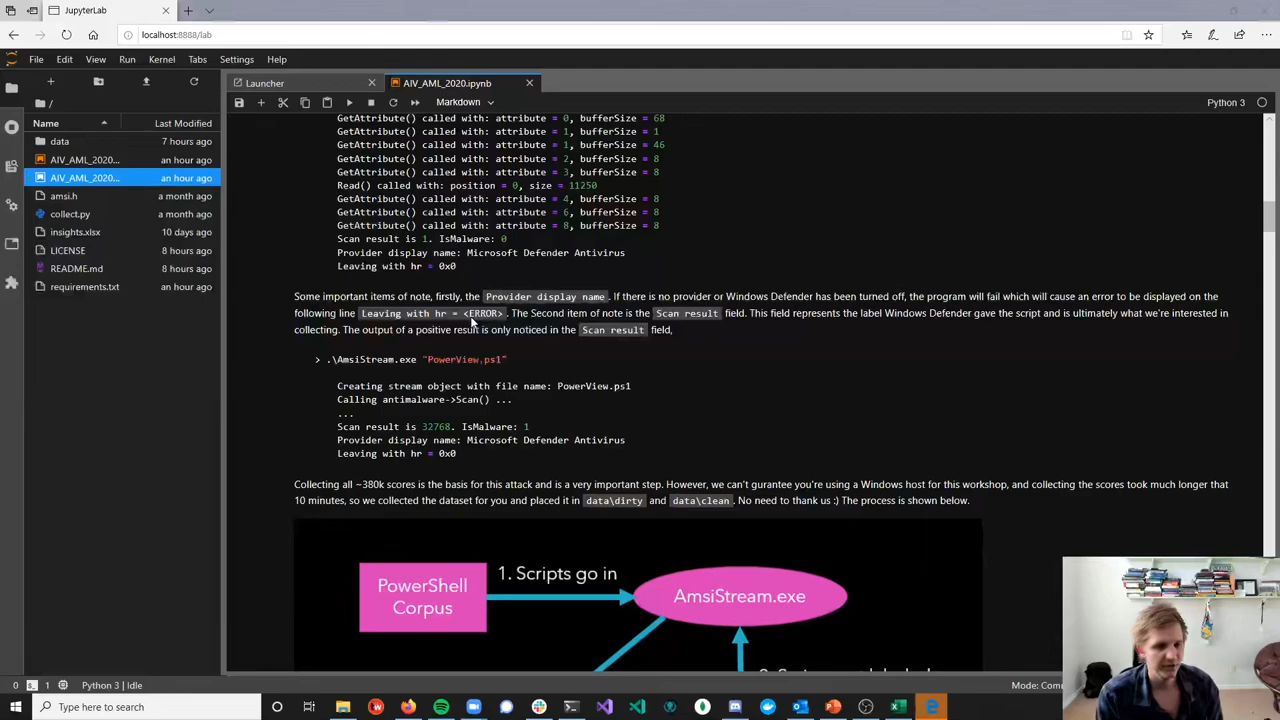 JupyterLab
localhost:8888/lab
File Edit View Run Kernel Tabs Settings Help
Launcher
AIV_AML_2020.ipynb
Markdown
Python 3
/
Name Last Modified
data 7 hours ago
AIV_AML_2020... an hour ago
AIV_AML_2020... an hour ago
amsi.h a month ago
collect.py a month ago
insights.xlsx 10 days ago
LICENSE 8 hours ago
README.md 8 hours ago
requirements.txt an hour ago
GetAttribute() called with: attribute = 0, bufferSize = 68
GetAttribute() called with: attribute = 1, bufferSize = 1
GetAttribute() called with: attribute = 1, bufferSize = 46
GetAttribute() called with: attribute = 2, bufferSize = 8
GetAttribute() called with: attribute = 3, bufferSize = 8
Read() called with: position = 0, size = 11250
GetAttribute() called with: attribute = 4, bufferSize = 8
GetAttribute() called with: attribute = 6, bufferSize = 8
GetAttribute() called with: attribute = 8, bufferSize = 8
Scan result is 1. IsMalware: 0
Provider display name: Microsoft Defender Antivirus
Leaving with hr = 0x0
Some important items of note, firstly, the Provider display name. If there is no provider or Windows Defender has been turned off, the program will fail which will cause an error to be displayed on the
following line Leaving with hr = <ERROR>. The Second item of note is the Scan result field. This field represents the label Windows Defender gave the script and is ultimately what we're interested in
collecting. The output of a positive result is only noticed in the Scan result field,
> .\AmsiStream.exe "PowerView.ps1"
Creating stream object with file name: PowerView.ps1
Calling antimalware->Scan() ...
...
Scan result is 32768. IsMalware: 1
Provider display name: Microsoft Defender Antivirus
Leaving with hr = 0x0
Collecting all ~380k scores is the basis for this attack and is a very important step. However, we can't gurantee you're using a Windows host for this workshop, and collecting the scores took much longer that
10 minutes, so we collected the dataset for you and placed it in data\dirty and data\clean. No need to thank us :) The process is shown below.
1. Scripts go in
PowerShell
Corpus
AmsiStream.exe
0 1 Python 3 | Idle
Mode: Com
Type here to search